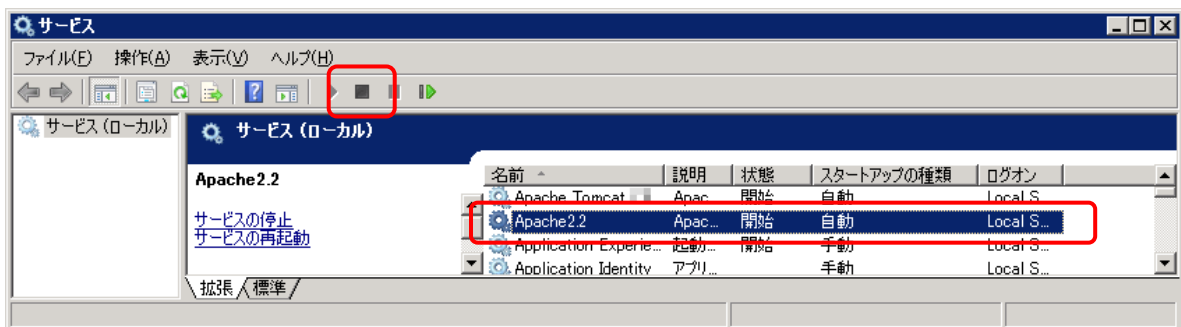 サービス
ファイル(F) 操作(A) 表示(V) ヘルプ(H)
サービス (ローカル)
サービス (ローカル)
Apache2.2
サービスの停止
サービスの再起動
名前 説明 状態 スタートアップの種類 ログオン
Apache Tomcat Apac... 開始 自動 Local S...
Apache2.2 Apac... 開始 自動 Local S...
Application Experie... 起動... 開始 手動 Local S...
Application Identity アプリ... 手動 Local S...
拡張 標準